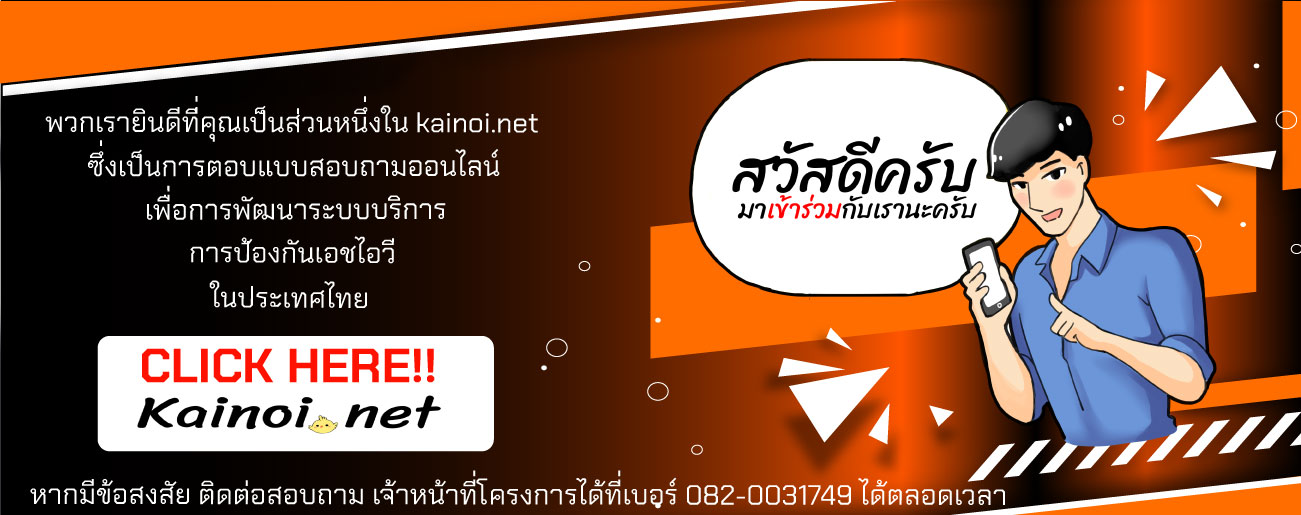 พวกเรายินดีที่คุณเป็นส่วนหนึ่งใน kainoi.net
ซึ่งเป็นการตอบแบบสอบถามออนไลน์
เพื่อการพัฒนาระบบบริการ
การป้องกันเอชไอวี
ในประเทศไทย
CLICK HERE!!
Kainoi.net
สวัสดีครับ
มาเข้าร่วมกับเรานะครับ
หากมีข้อสงสัย ติดต่อสอบถาม เจ้าหน้าที่โครงการได้ที่เบอร์ 082-0031749 ได้ตลอดเวลา